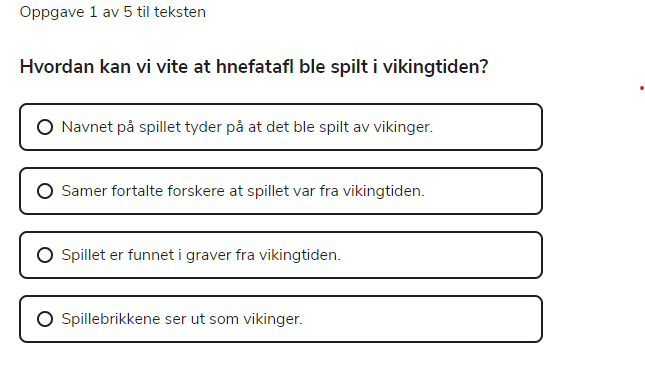 Oppgave 1 av 5 til teksten
Hvordan kan vi vite at hnefatafl ble spilt i vikingtiden?
Navnet på spillet tyder på at det ble spilt av vikinger.
Samer fortalte forskere at spillet var fra vikingtiden.
Spillet er funnet i graver fra vikingtiden.
Spillebrikkene ser ut som vikinger.